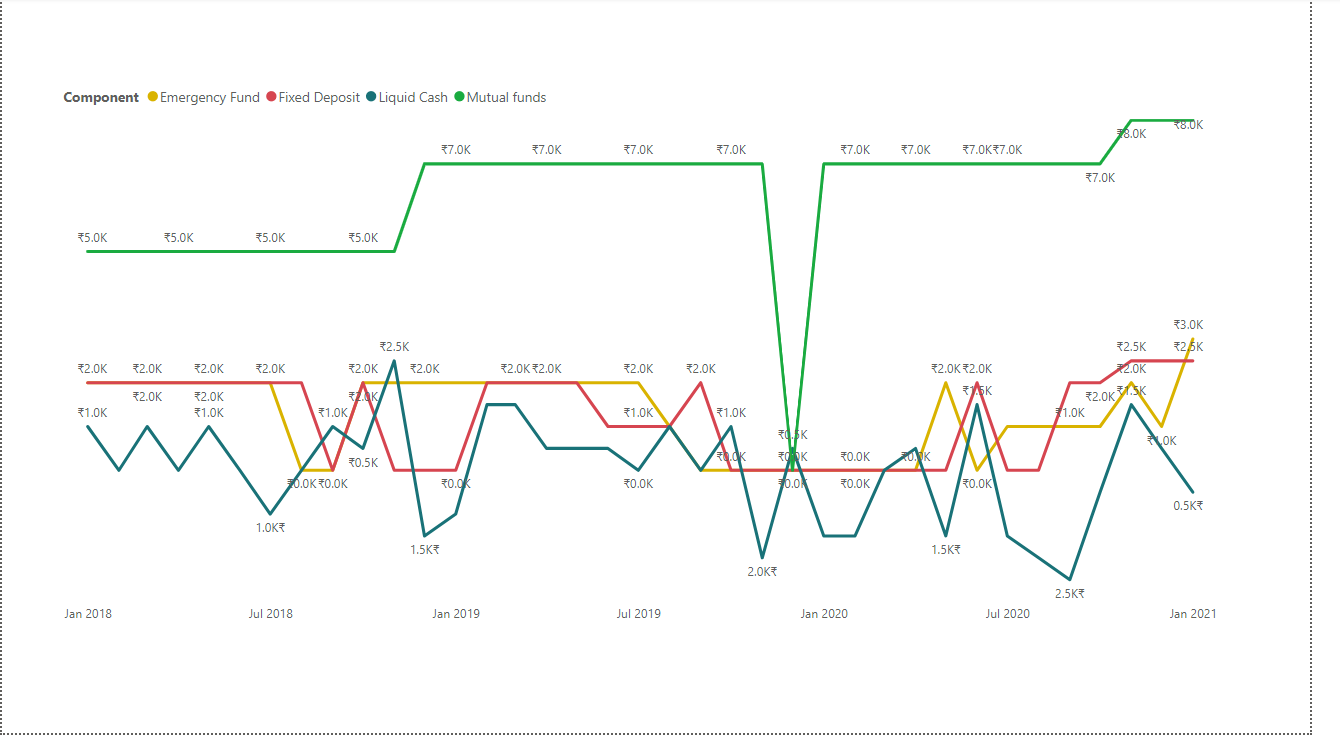 Component Emergency Fund Fixed Deposit Liquid Cash Mutual funds
₹8.0K
₹8.0K
₹7.0K ₹7.0K ₹7.0K ₹7.0K ₹7.0K ₹7.0K ₹7.0K ₹7.0K
₹7.0K
₹5.0K ₹5.0K ₹5.0K ₹5.0K
₹3.0K
₹2.5K ₹2.5K ₹2.5K
₹2.0K ₹2.0K ₹2.0K ₹2.0K ₹2.0K ₹2.0K ₹2.0K ₹2.0K ₹2.0K ₹2.0K ₹2.0K ₹2.0K ₹2.0K
₹1.5K ₹1.5K
₹2.0K ₹2.0K ₹2.0K ₹2.0K
₹1.0K ₹1.0K ₹1.0K ₹1.0K ₹1.0K ₹1.0K
₹0.5K ₹1.0K
₹0.5K ₹0.0K ₹0.0K ₹0.0K ₹0.0K
₹0.0K ₹0.0K ₹0.0K ₹0.0K ₹0.0K ₹0.0K ₹0.0K
0.5K₹
1.0K₹
1.5K₹ 1.5K₹
2.0K₹
2.5K₹
Jan 2018 Jul 2018 Jan 2019 Jul 2019 Jan 2020 Jul 2020 Jan 2021